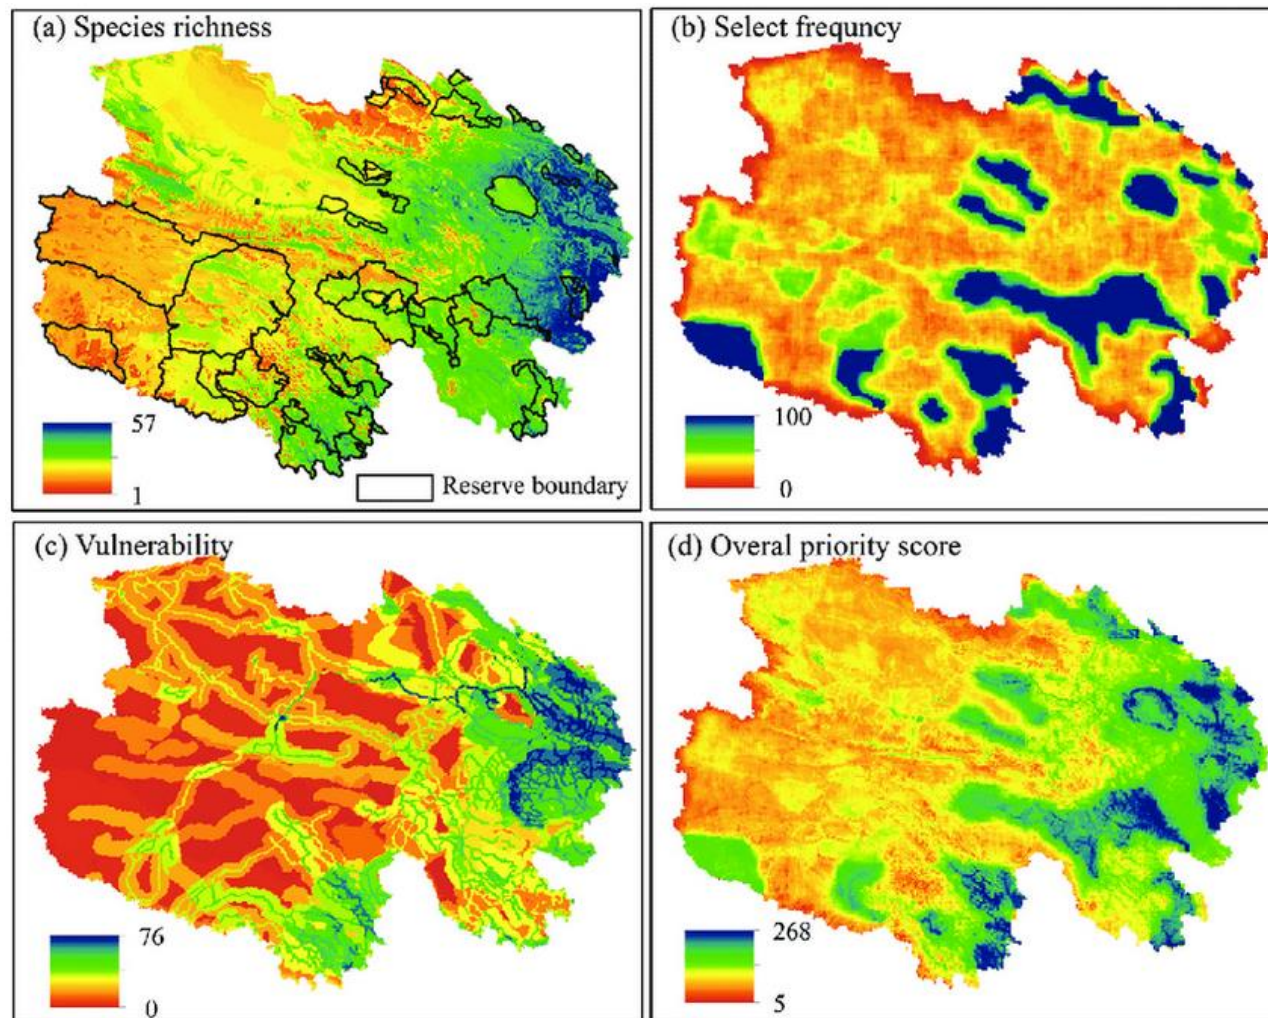 (a) Species richness
57
1
Reserve boundary
(b) Select frequncy
100
0
(c) Vulnerability
76
0
(d) Overal priority score
268
5